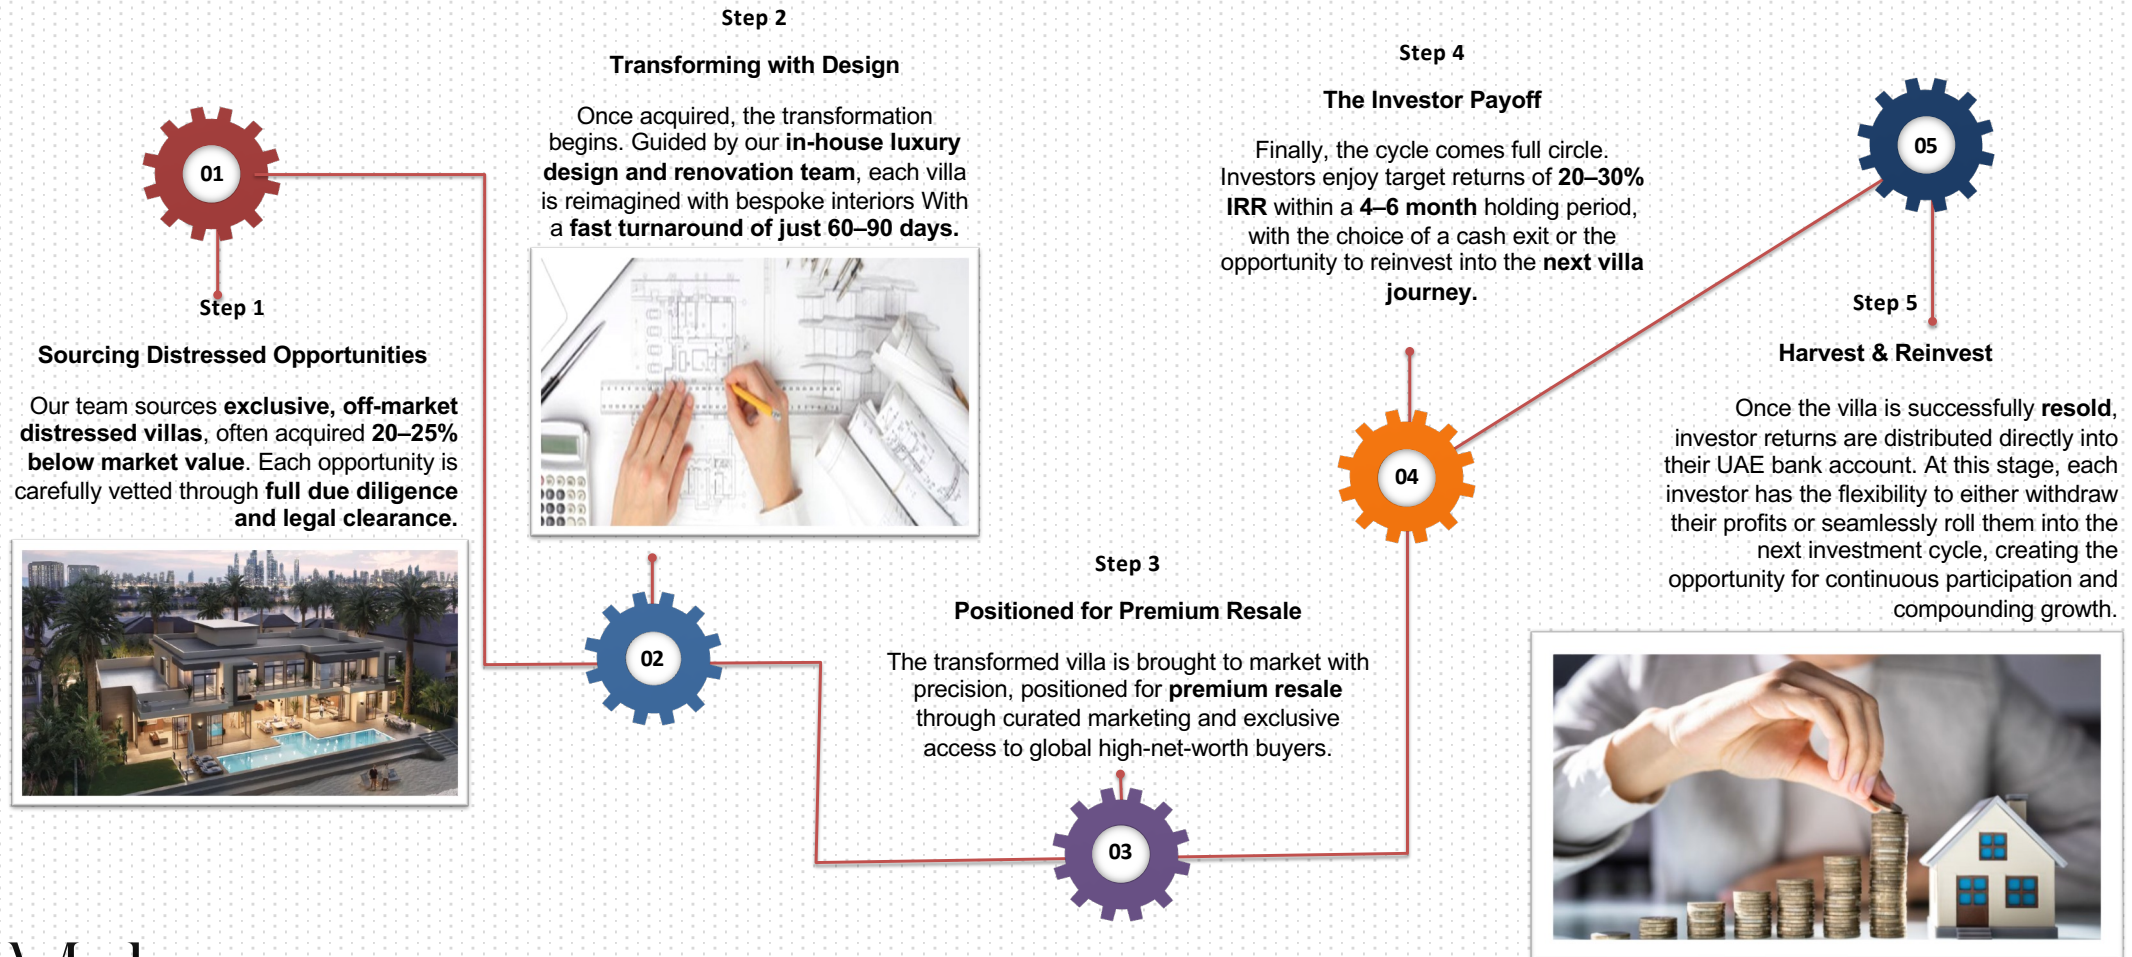 01
Step 1
Sourcing Distressed Opportunities
Our team sources exclusive, off-market
distressed villas, often acquired 20–25%
below market value. Each opportunity is
carefully vetted through full due diligence
and legal clearance.
Step 2
Transforming with Design
Once acquired, the transformation
begins. Guided by our in-house luxury
design and renovation team, each villa
is reimagined with bespoke interiors With
a fast turnaround of just 60–90 days.
02
Step 3
Positioned for Premium Resale
The transformed villa is brought to market with
precision, positioned for premium resale
through curated marketing and exclusive
access to global high-net-worth buyers.
03
Step 4
The Investor Payoff
Finally, the cycle comes full circle.
Investors enjoy target returns of 20–30%
IRR within a 4–6 month holding period,
with the choice of a cash exit or the
opportunity to reinvest into the next villa
journey.
04
05
Step 5
Harvest & Reinvest
Once the villa is successfully resold,
investor returns are distributed directly into
their UAE bank account. At this stage, each
investor has the flexibility to either withdraw
their profits or seamlessly roll them into the
next investment cycle, creating the
opportunity for continuous participation and
compounding growth.